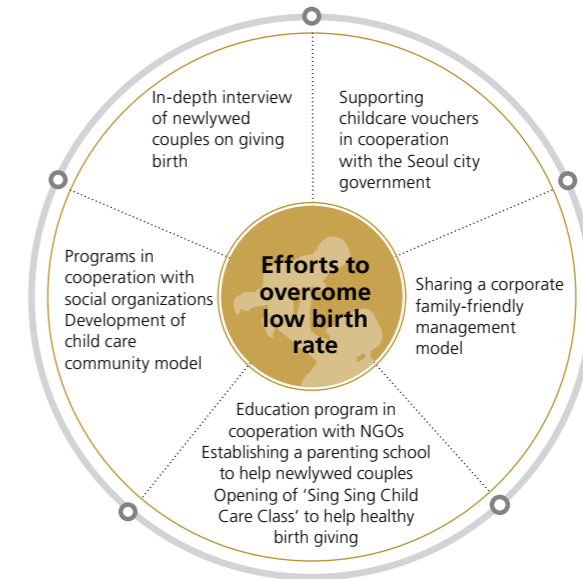 In-depth interview
of newlywed
couples on giving
birth
Supporting
childcare vouchers
in cooperation
with the Seoul city
government
Programs in
cooperation with
social organizations
Development of
child care
community model
Efforts to
overcome
low birth
rate
Sharing a corporate
family-friendly
management
model
Education program in
cooperation with NGOs
Establishing a parenting school
to help newlywed couples
Opening of ‘Sing Sing Child
Care Class’ to help healthy
birth giving